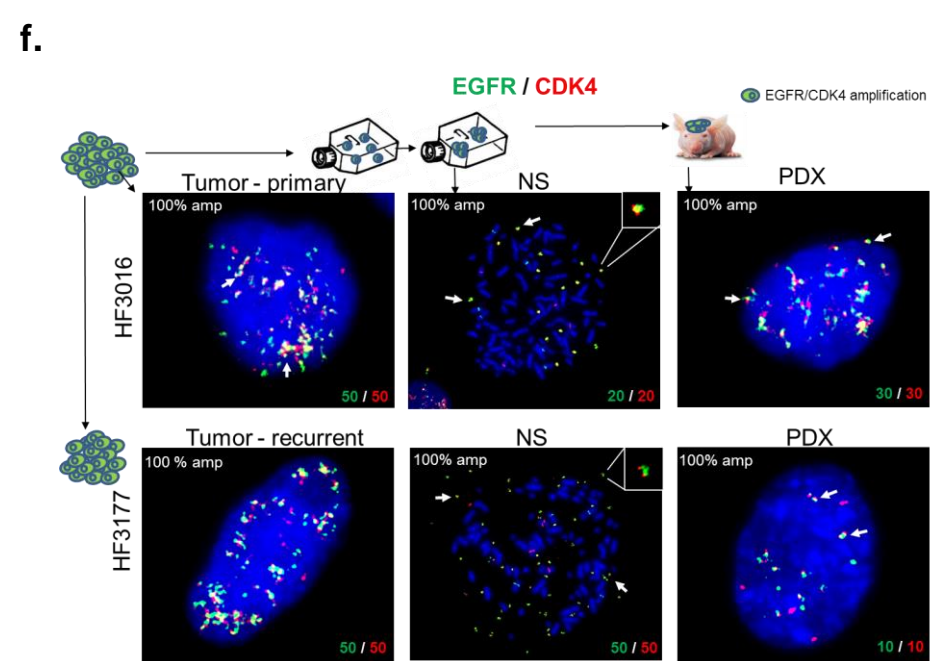 f.
EGFR / CDK4
EGFR/CDK4 amplification
Tumor - primary
NS
PDX
HF3016
100% amp
50 / 50
100% amp
20 / 20
100% amp
30 / 30
Tumor - recurrent
NS
PDX
HF3177
100 % amp
50 / 50
100% amp
50 / 50
100% amp
10 / 10